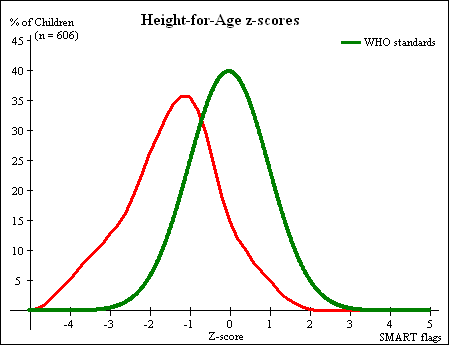 Height-for-Age z-scores
% of Children
(n = 606)
WHO standards
45
40
35
30
25
20
15
10
5
-4 -3 -2 -1 0 1 2 3 4 5
Z-score
SMART flags